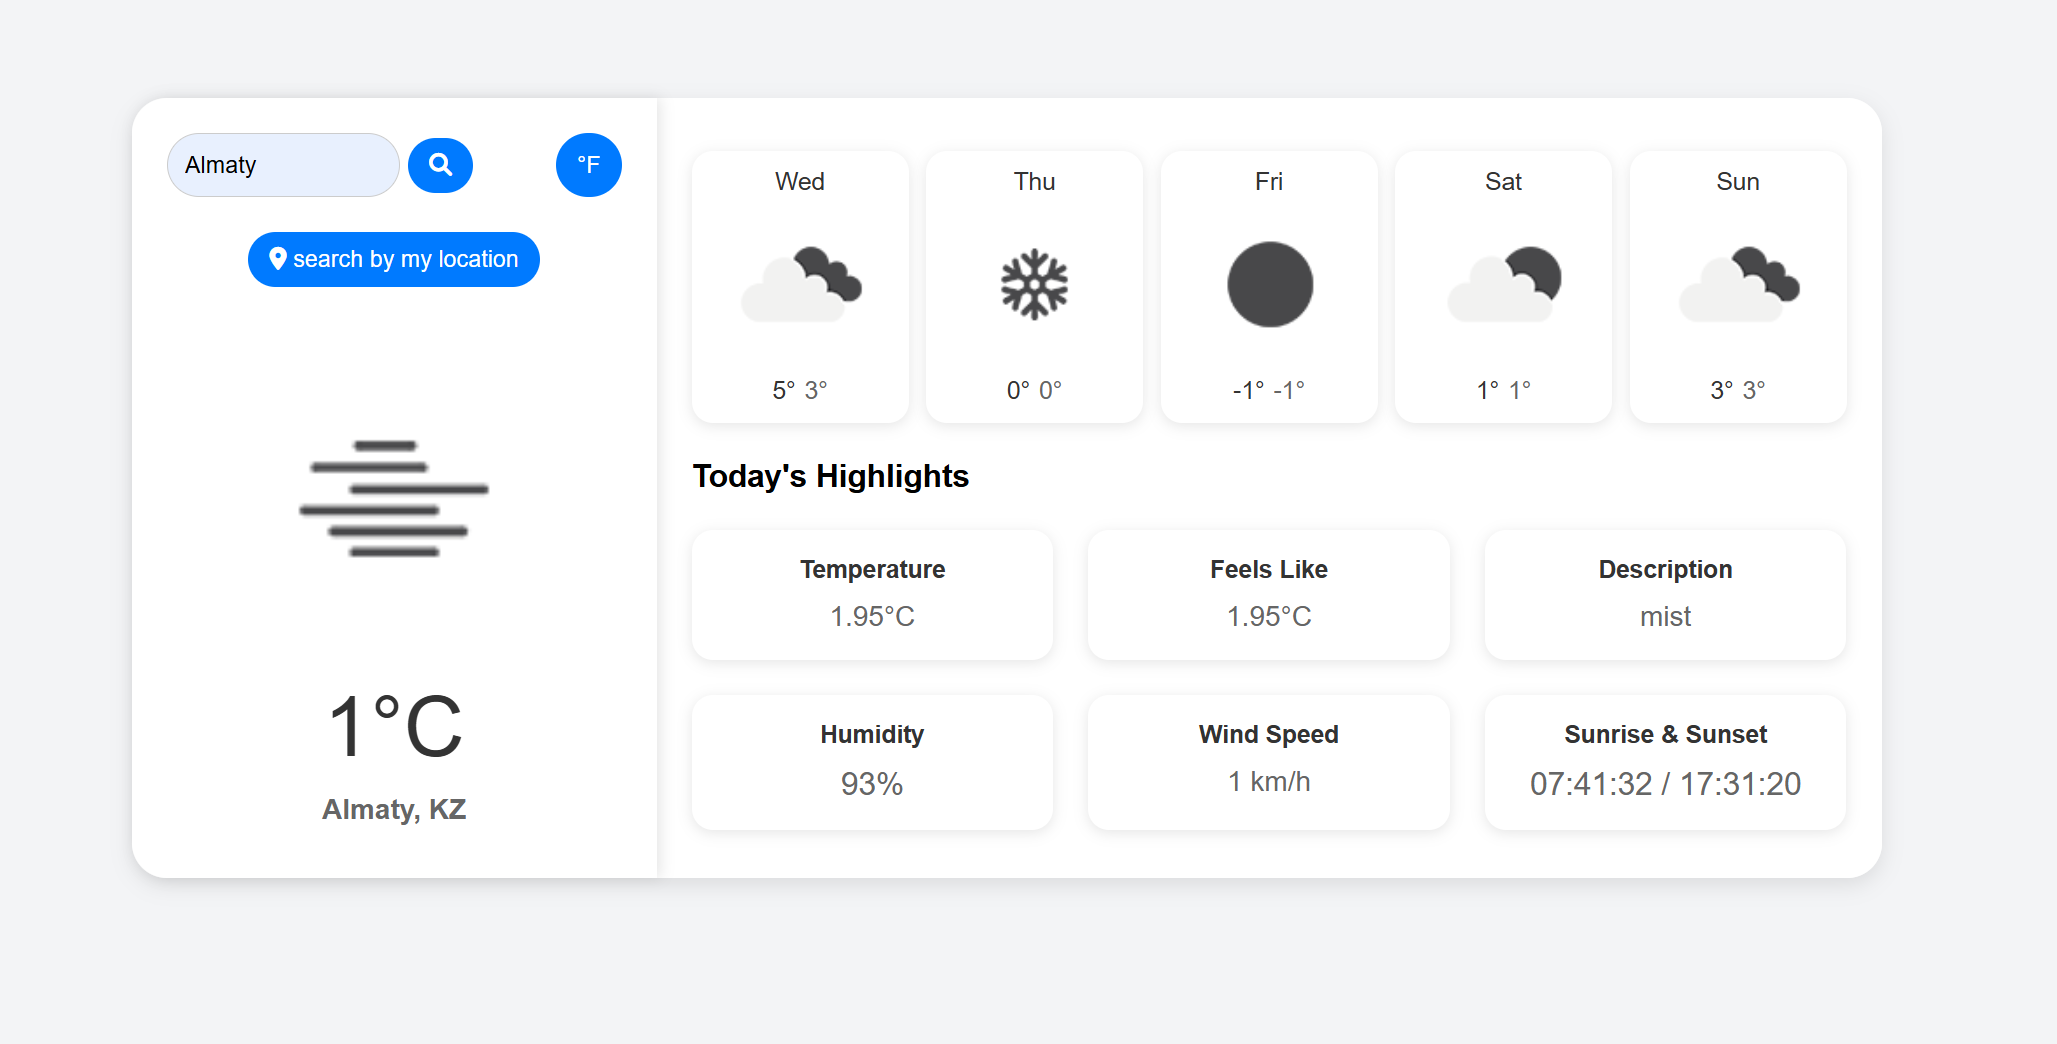 Almaty
°F
search by my location
1°C
Almaty, KZ
Wed
5° 3°
Thu
0° 0°
Fri
-1° -1°
Sat
1° 1°
Sun
3° 3°
Today's Highlights
Temperature
1.95°C
Feels Like
1.95°C
Description
mist
Humidity
93%
Wind Speed
1 km/h
Sunrise & Sunset
07:41:32 / 17:31:20